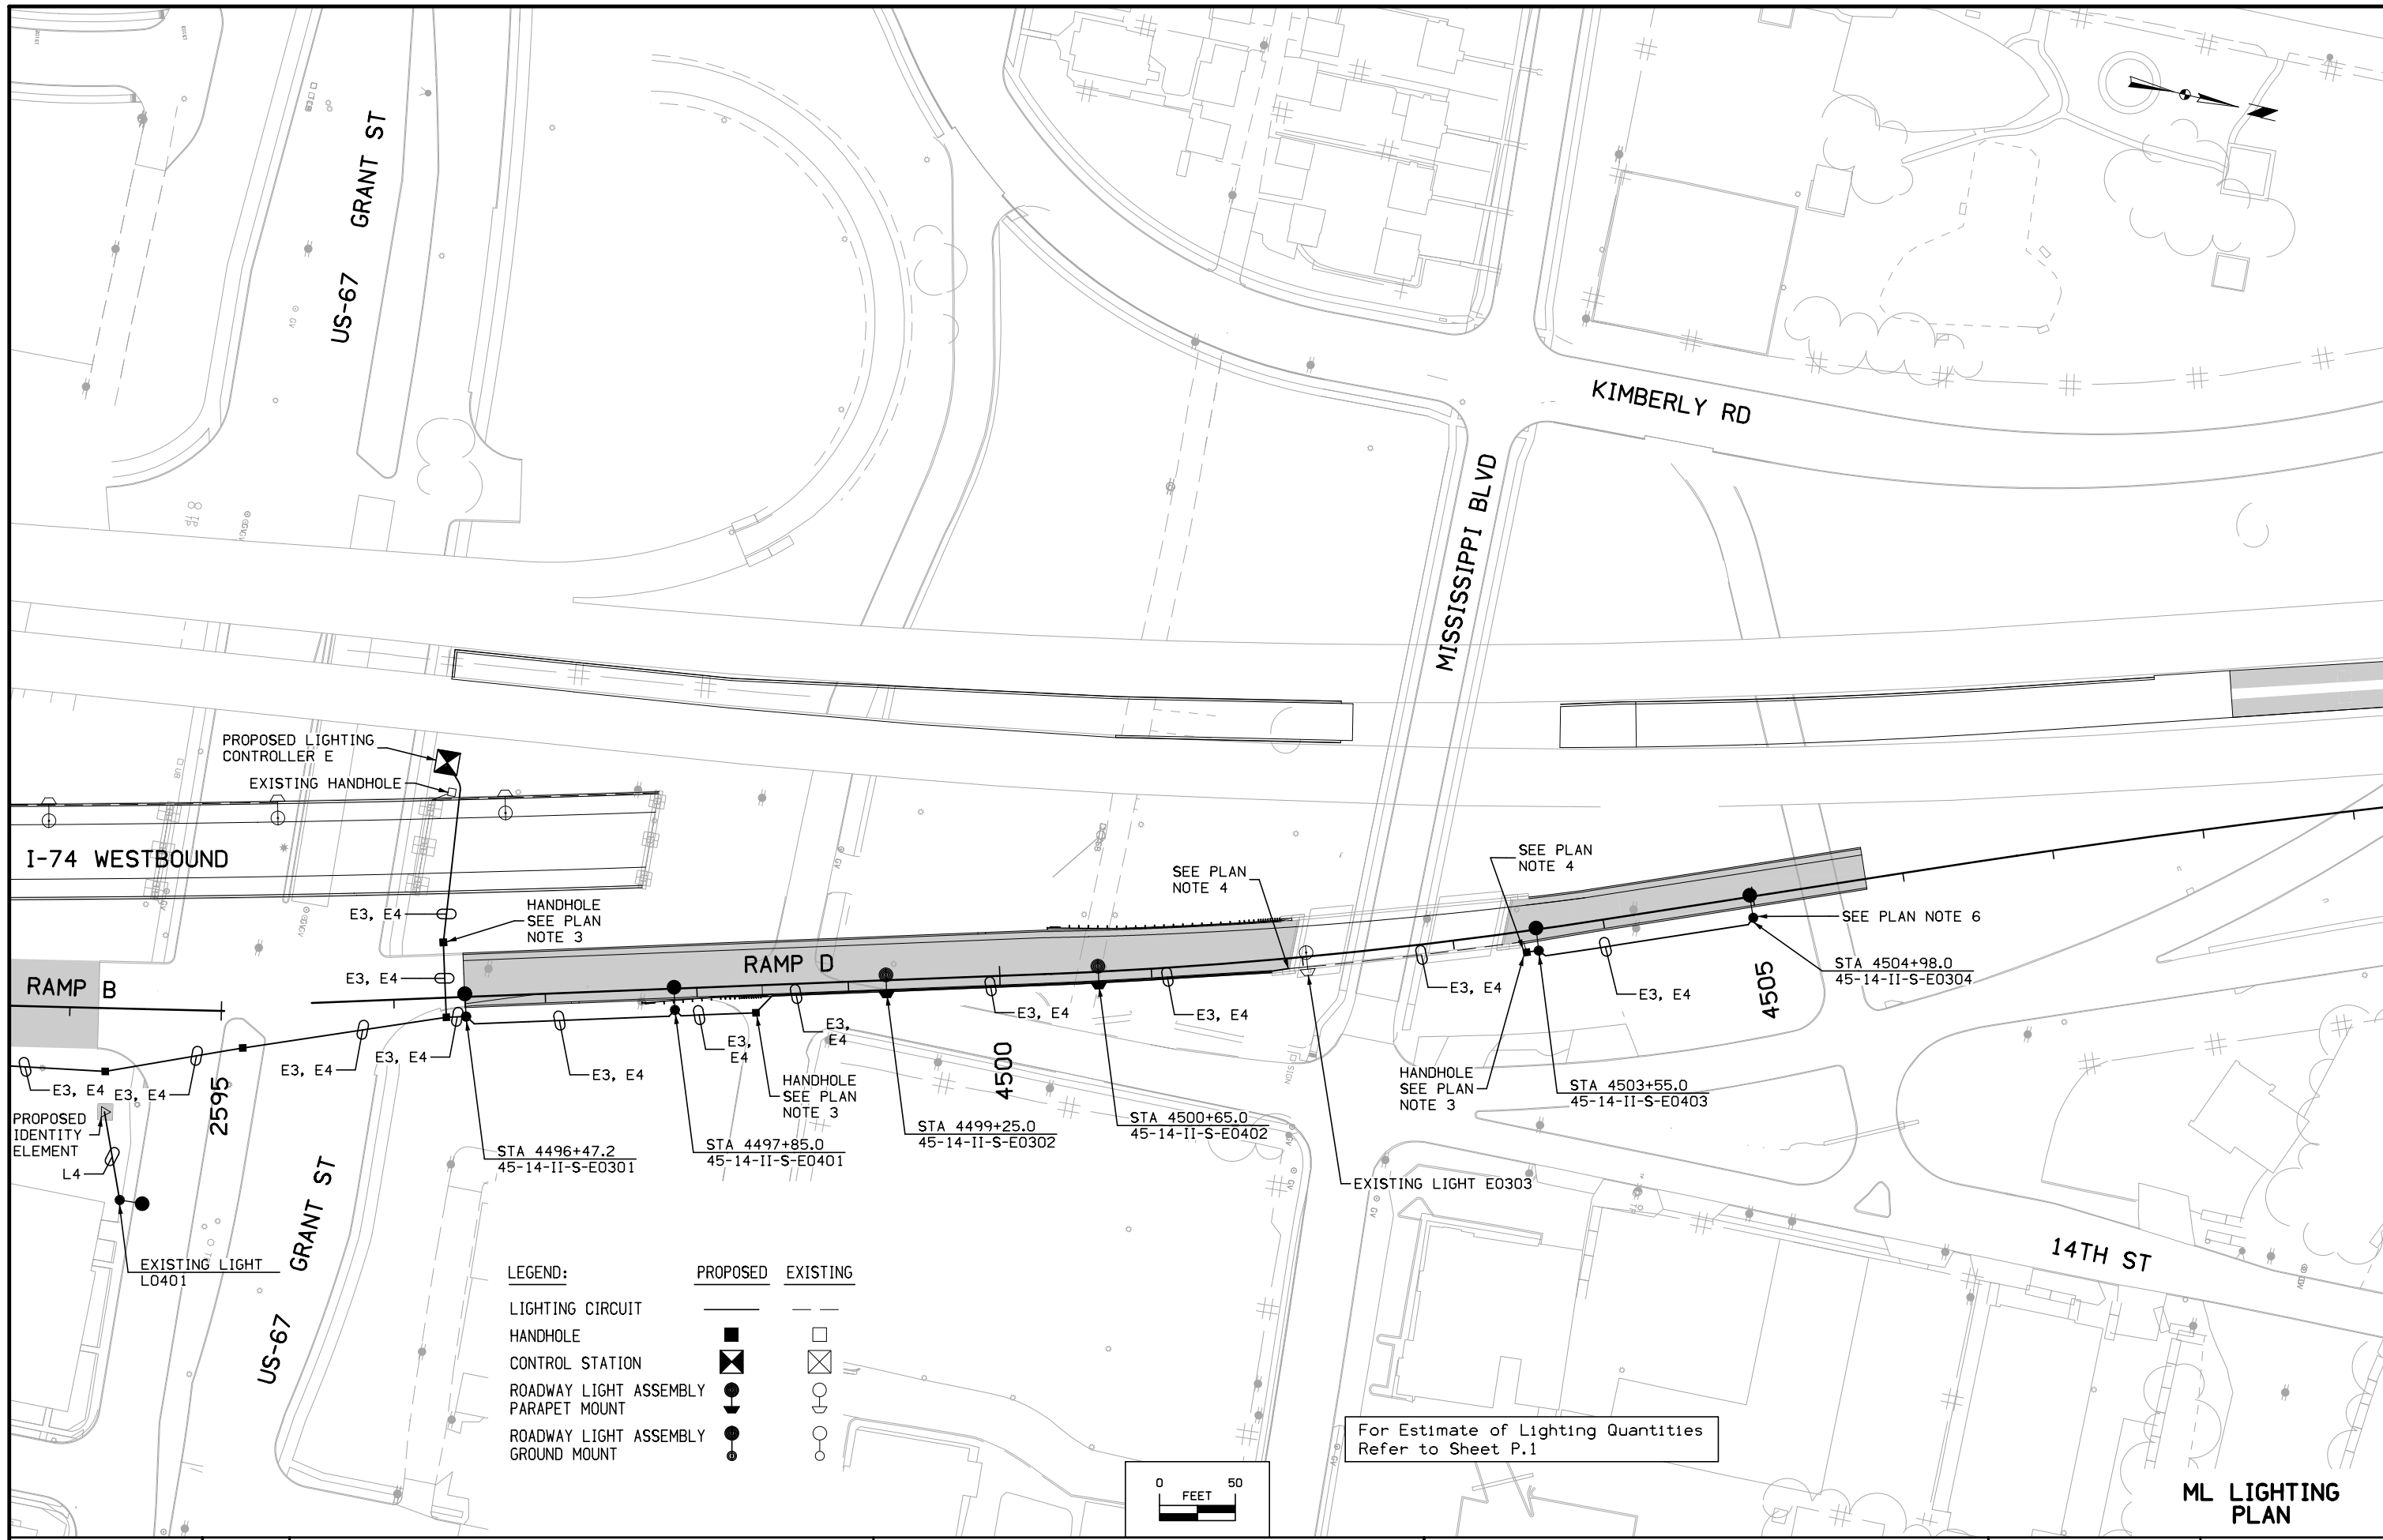 GRANT ST
US-67
KIMBERLY RD
MISSISSIPPI BLVD
PROPOSED LIGHTING
CONTROLLER E
EXISTING HANDHOLE
I-74 WESTBOUND
E3, E4
HANDHOLE
SEE PLAN
NOTE 3
E3, E4
RAMP B
RAMP D
SEE PLAN
NOTE 4
SEE PLAN
NOTE 4
SEE PLAN NOTE 6
STA 4504+98.0
45-14-II-S-E0304
4505
E3, E4
E3, E4
E3, E4
E3, E4
E3,
E4
E3,
E4
E3, E4
E3, E4
E3, E4
E3, E4
E3, E4
2595
4500
HANDHOLE
SEE PLAN
NOTE 3
HANDHOLE
SEE PLAN
NOTE 3
STA 4503+55.0
45-14-II-S-E0403
STA 4500+65.0
45-14-II-S-E0402
STA 4499+25.0
45-14-II-S-E0302
STA 4497+85.0
45-14-II-S-E0401
STA 4496+47.2
45-14-II-S-E0301
PROPOSED
IDENTITY
ELEMENT
L4
EXISTING LIGHT E0303
EXISTING LIGHT
L0401
GRANT ST
US-67
14TH ST
LEGEND: PROPOSED EXISTING
LIGHTING CIRCUIT
HANDHOLE
CONTROL STATION
ROADWAY LIGHT ASSEMBLY
PARAPET MOUNT
ROADWAY LIGHT ASSEMBLY
GROUND MOUNT
For Estimate of Lighting Quantities
Refer to Sheet P.1
0 50
FEET
ML LIGHTING
PLAN